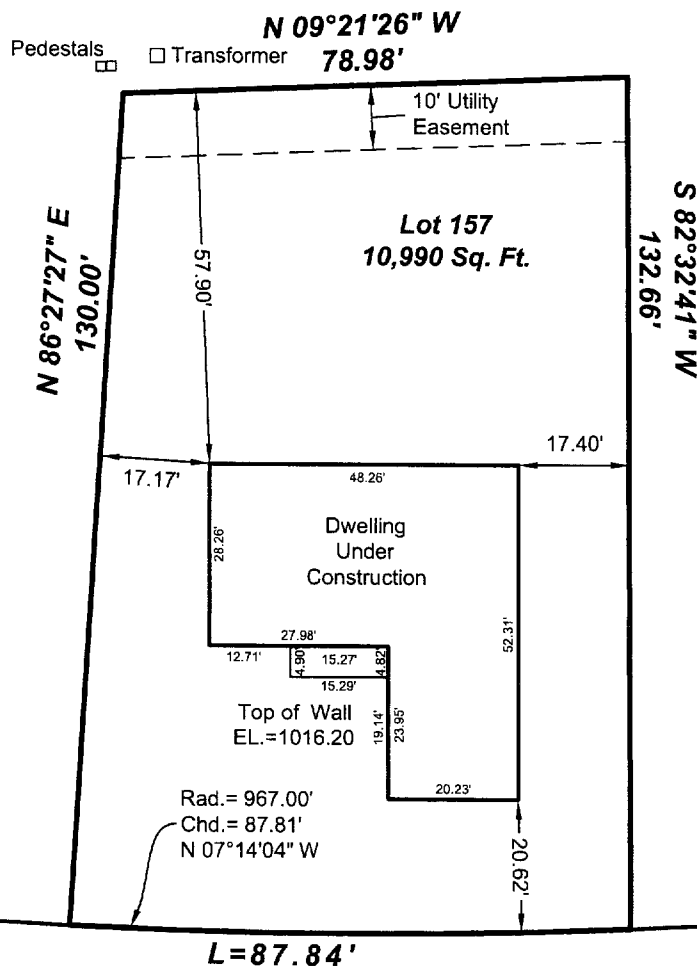 N 09°21'26" W
78.98'
Pedestals
Transformer
10' Utility
Easement
Lot 157
10,990 Sq. Ft.
N 86°27'27" E
130.00'
S 82°32'41" W
132.66'
57.90'
17.17'
17.40'
48.26'
28.26'
Dwelling
Under
Construction
52.31'
27.98'
12.71'
4.90'
15.27'
4.82'
15.29'
Top of Wall
EL.=1016.20
19.14'
23.95'
20.23'
Rad.= 967.00'
Chd.= 87.81'
N 07°14'04" W
20.62'
L=87.84'